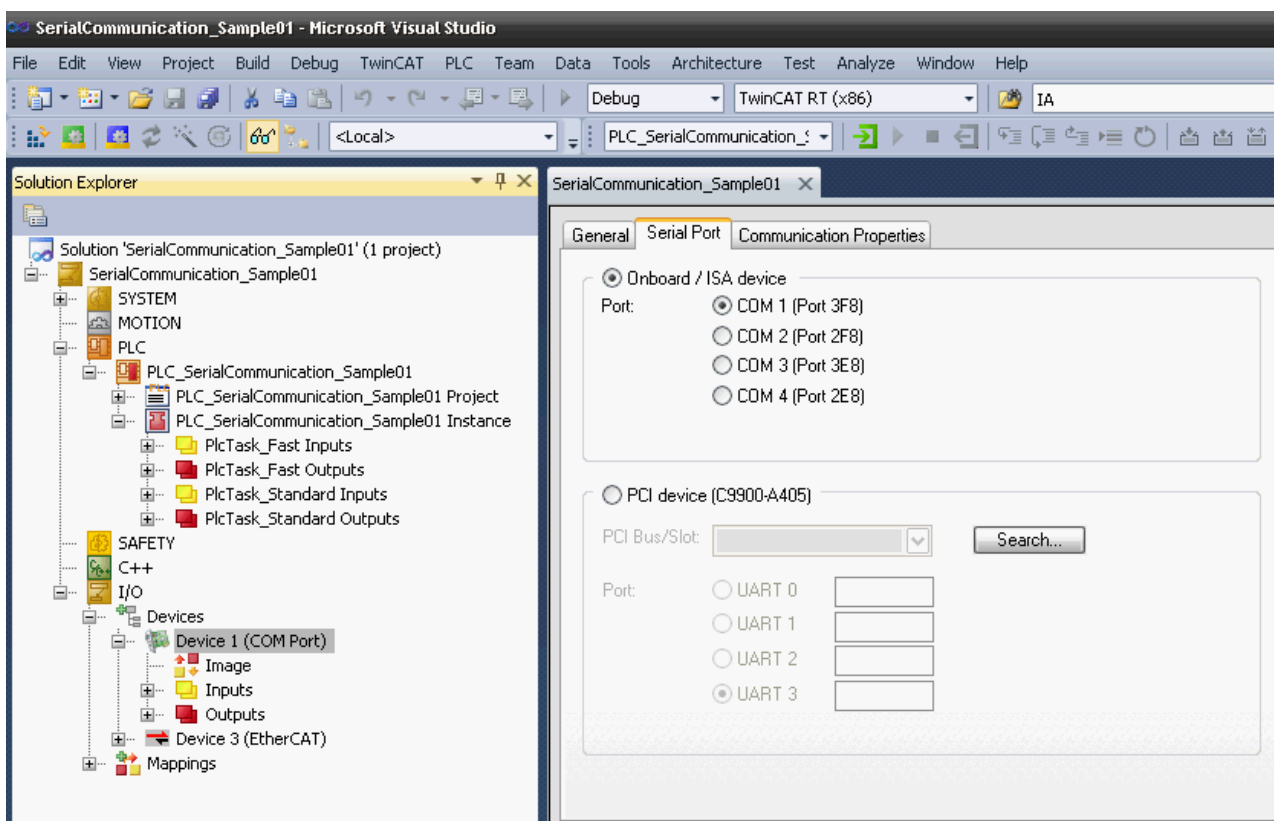 SerialCommunication_Sample01 - Microsoft Visual Studio
File Edit View Project Build Debug TwinCAT PLC Team Data Tools Architecture Test Analyze Window Help
Debug TwinCAT RT (x86) IA
<Local> PLC_SerialCommunication_S
Solution Explorer
Solution 'SerialCommunication_Sample01' (1 project)
SerialCommunication_Sample01
SYSTEM
MOTION
PLC
PLC_SerialCommunication_Sample01
PLC_SerialCommunication_Sample01 Project
PLC_SerialCommunication_Sample01 Instance
PlcTask_Fast Inputs
PlcTask_Fast Outputs
PlcTask_Standard Inputs
PlcTask_Standard Outputs
SAFETY
C++
I/O
Devices
Device 1 (COM Port)
Image
Inputs
Outputs
Device 3 (EtherCAT)
Mappings
SerialCommunication_Sample01
General Serial Port Communication Properties
Onboard / ISA device
Port: COM 1 (Port 3F8)
COM 2 (Port 2F8)
COM 3 (Port 3E8)
COM 4 (Port 2E8)
PCI device (C9900-A405)
PCI Bus/Slot: Search...
Port: UART 0
UART 1
UART 2
UART 3